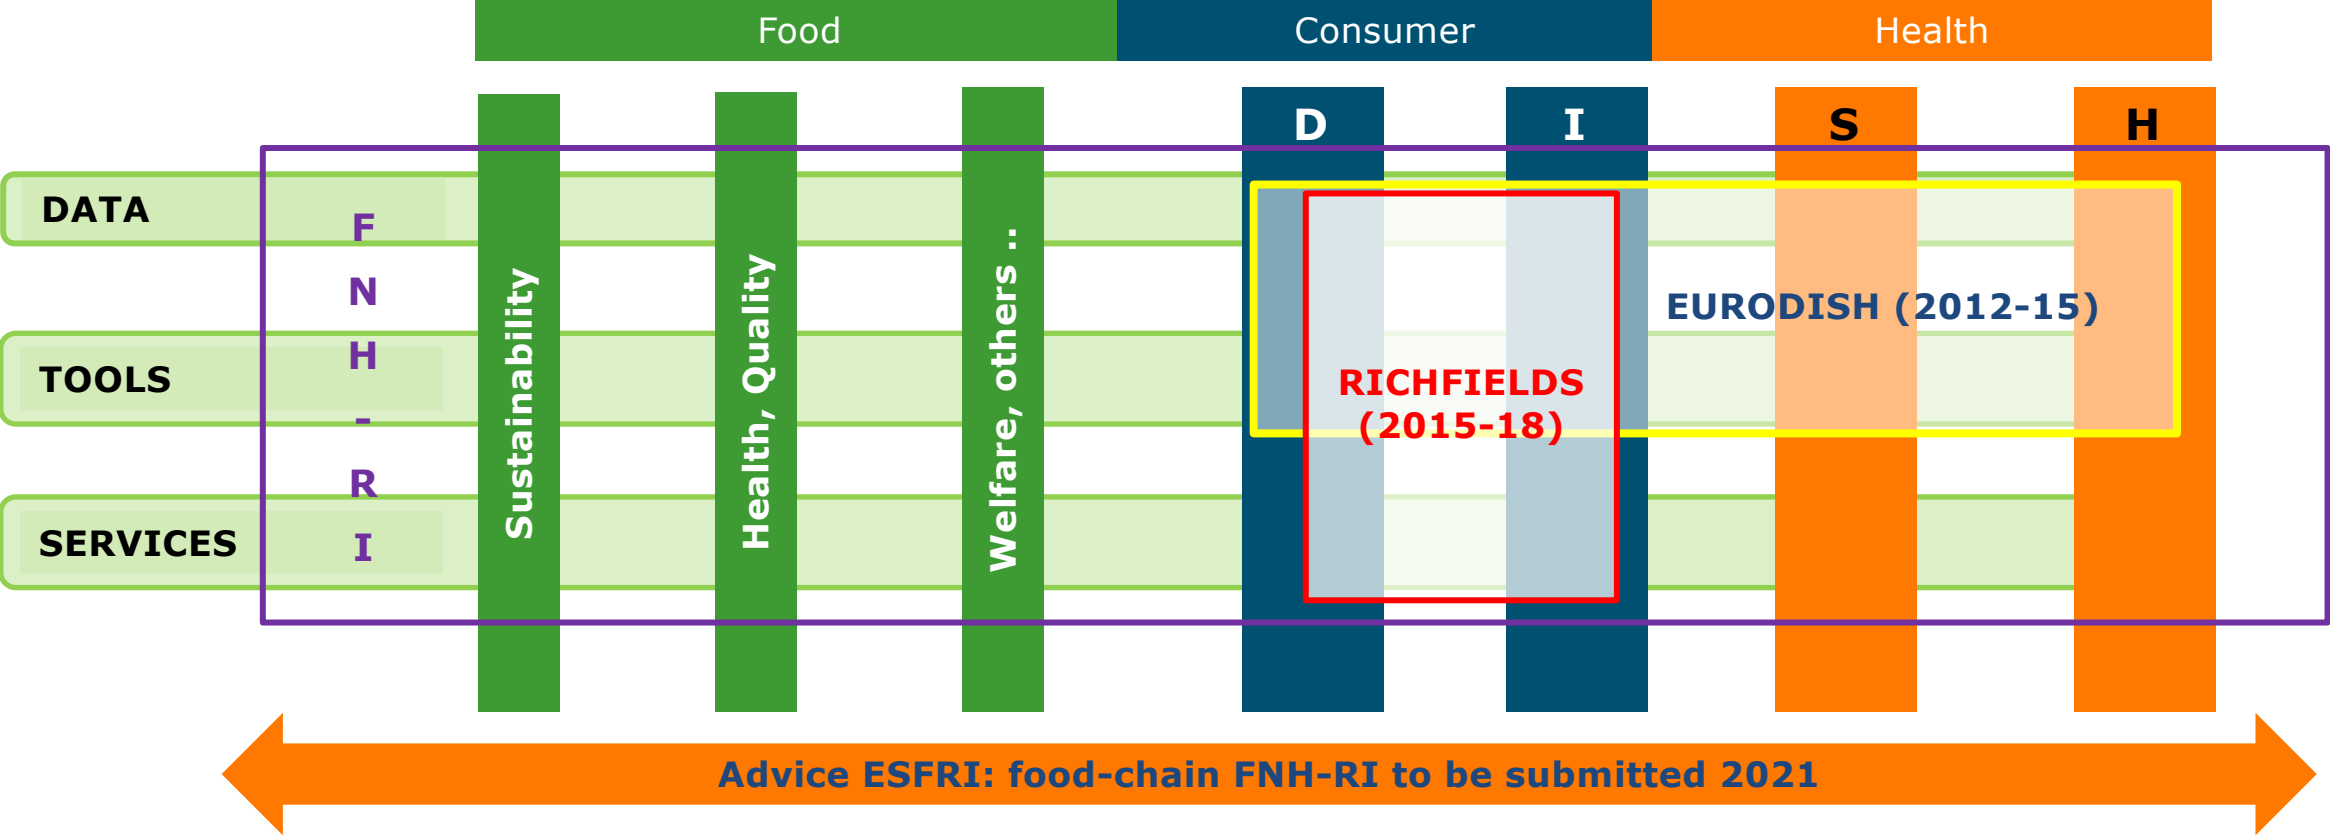 Food
Consumer
Health
D
I
S
H
DATA
TOOLS
SERVICES
F
N
H
-
R
I
Sustainability
Health, Quality
Welfare, others ..
EURODISH (2012-15)
RICHFIELDS
(2015-18)
Advice ESFRI: food-chain FNH-RI to be submitted 2021